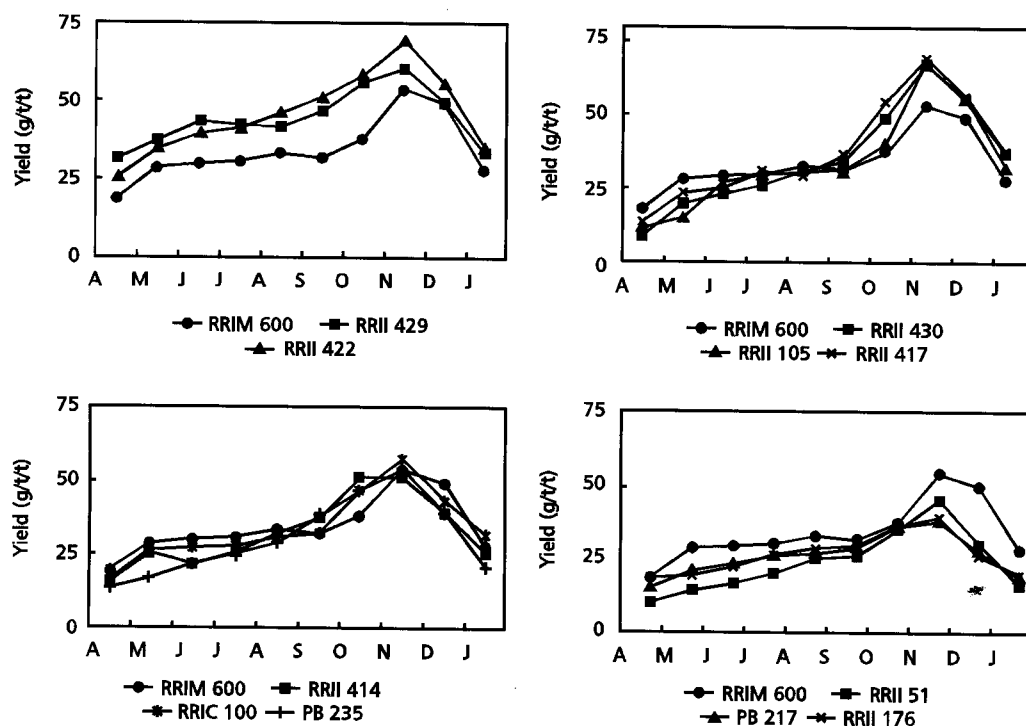 75
50
25
0
Yield (g/t/t)
A M J J A S O N D J
RRIM 600 RRII 429
RRII 422
75
50
25
0
Yield (g/t/t)
A M J J A S O N D J
RRIM 600 RRII 430
RRII 105 RRII 417
75
50
25
0
Yield (g/t/t)
A M J J A S O N D J
RRIM 600 RRII 414
RRIC 100 PB 235
75
50
25
0
Yield (g/t/t)
A M J J A S O N D J
RRIM 600 RRII 51
PB 217 RRII 176